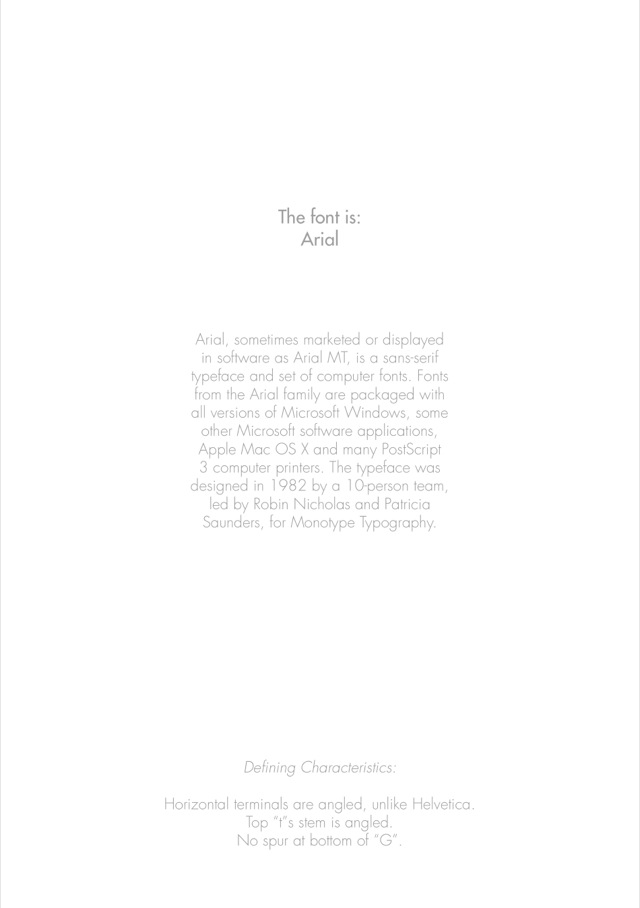 The font is:
Arial
Arial, sometimes marketed or displayed
in software as Arial MT, is a sans-serif
typeface and set of computer fonts. Fonts
from the Arial family are packaged with
all versions of Microsoft Windows, some
other Microsoft software applications,
Apple Mac OS X and many PostScript
3 computer printers. The typeface was
designed in 1982 by a 10-person team,
led by Robin Nicholas and Patricia
Saunders, for Monotype Typography.
Defining Characteristics:
Horizontal terminals are angled, unlike Helvetica.
Top “t”s stem is angled.
No spur at bottom of “G”.